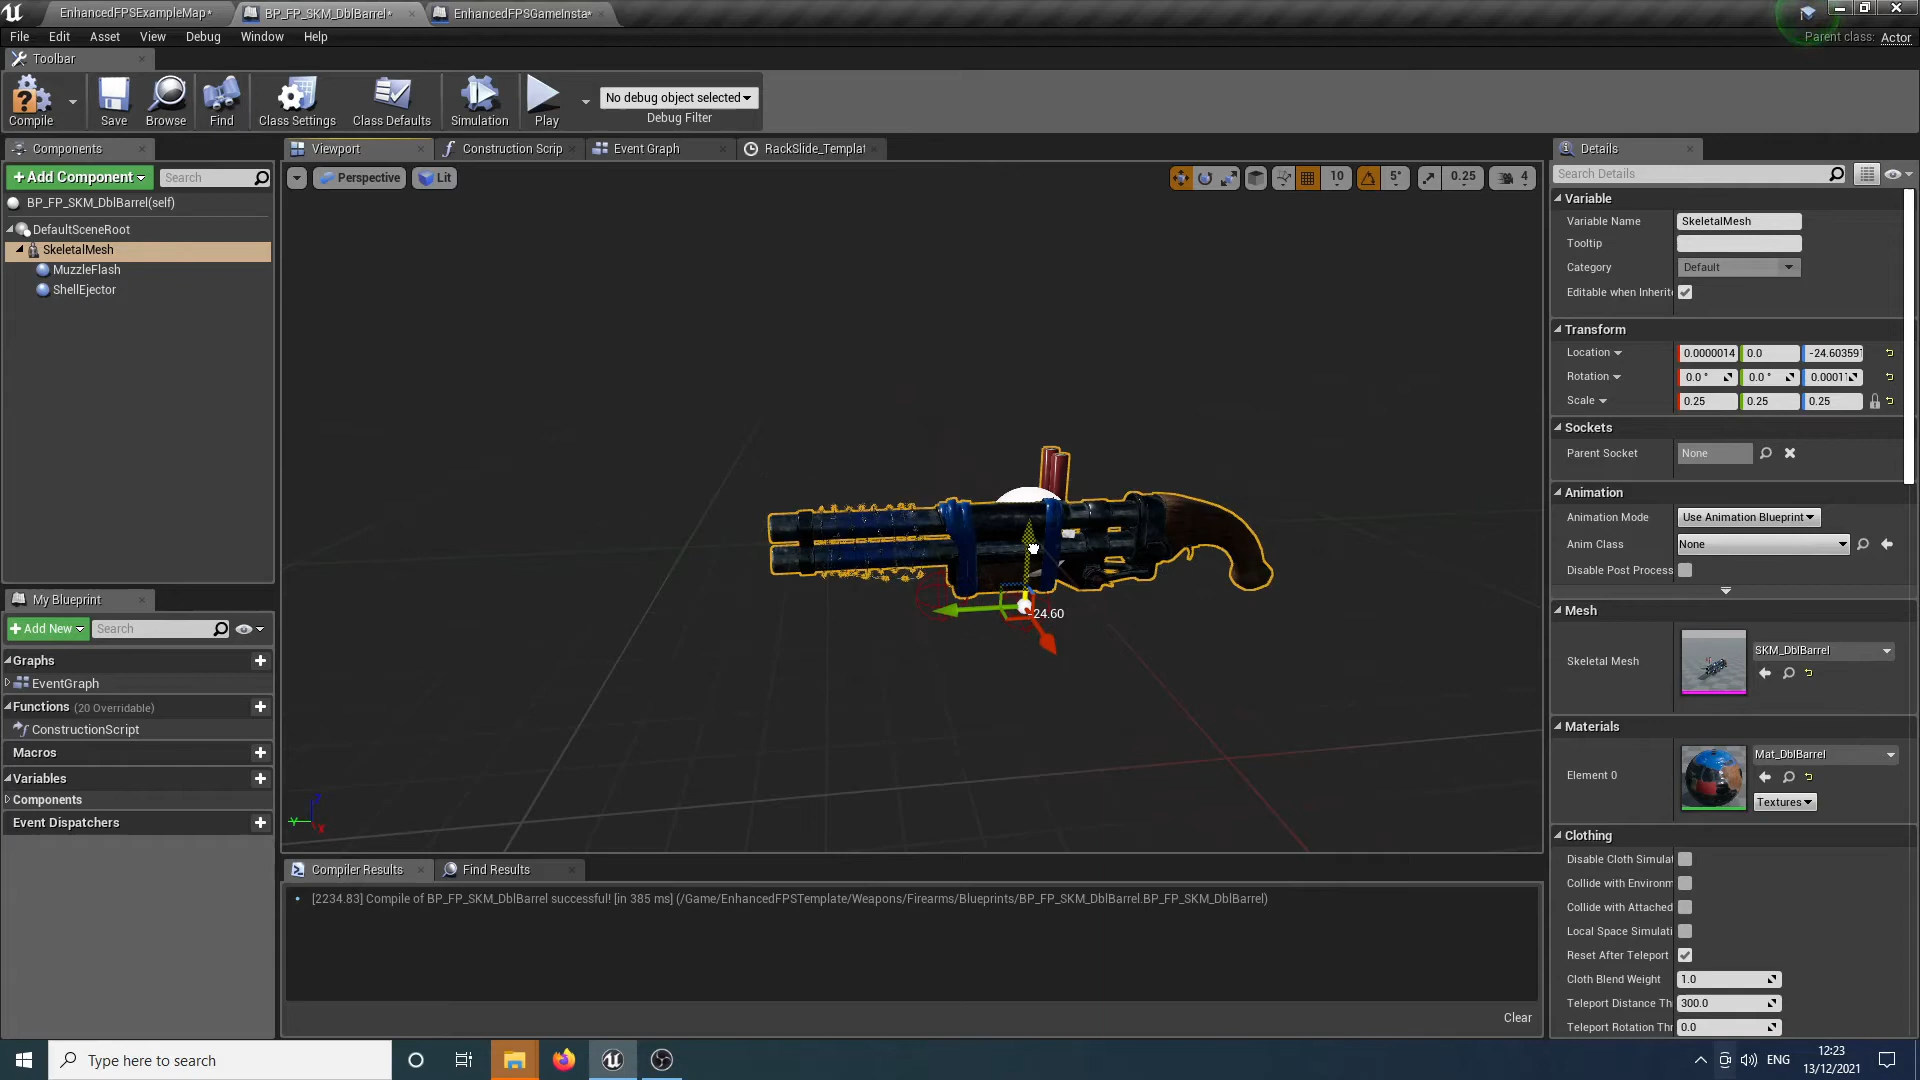 EnhancedFPSExampleMap*
BP_FP_SKM_DblBarrel*
EnhancedFPSGameInsta*
File
Edit
Asset
View
Debug
Window
Help
Parent class:
Actor
Toolbar
Compile
Save
Browse
Find
Class Settings
Class Defaults
Simulation
Play
No debug object selected
Debug Filter
Components
+Add Component
Search
BP_FP_SKM_DblBarrel(self)
DefaultSceneRoot
SkeletalMesh
MuzzleFlash
ShellEjector
My Blueprint
+Add New
Search
Graphs
EventGraph
Functions (20 Overridable)
ConstructionScript
Macros
Variables
Components
Event Dispatchers
Viewport
Construction Scrip
Event Graph
RackSlide_Templat
Perspective
Lit
10
5°
0.25
4
-24.60
z
Y
x
Compiler Results
Find Results
[2234.83] Compile of BP_FP_SKM_DblBarrel successful! [in 385 ms] (/Game/EnhancedFPSTemplate/Weapons/Firearms/Blueprints/BP_FP_SKM_DblBarrel.BP_FP_SKM_DblBarrel)
Clear
Details
Search Details
Variable
Variable Name
SkeletalMesh
Tooltip
Category
Default
Editable when Inherite
Transform
Location
0.0000014
0.0
-24.603591
Rotation
0.0 °
0.0 °
0.00011
Scale
0.25
0.25
0.25
Sockets
Parent Socket
None
Animation
Animation Mode
Use Animation Blueprint
Anim Class
None
Disable Post Process
Mesh
Skeletal Mesh
SKM_DblBarrel
Materials
Element 0
Mat_DblBarrel
Textures
Clothing
Disable Cloth Simulat
Collide with Environm
Collide with Attached
Local Space Simulati
Reset After Teleport
Cloth Blend Weight
1.0
Teleport Distance Th
300.0
Teleport Rotation Thr
0.0
Type here to search
ENG
12:23
13/12/2021